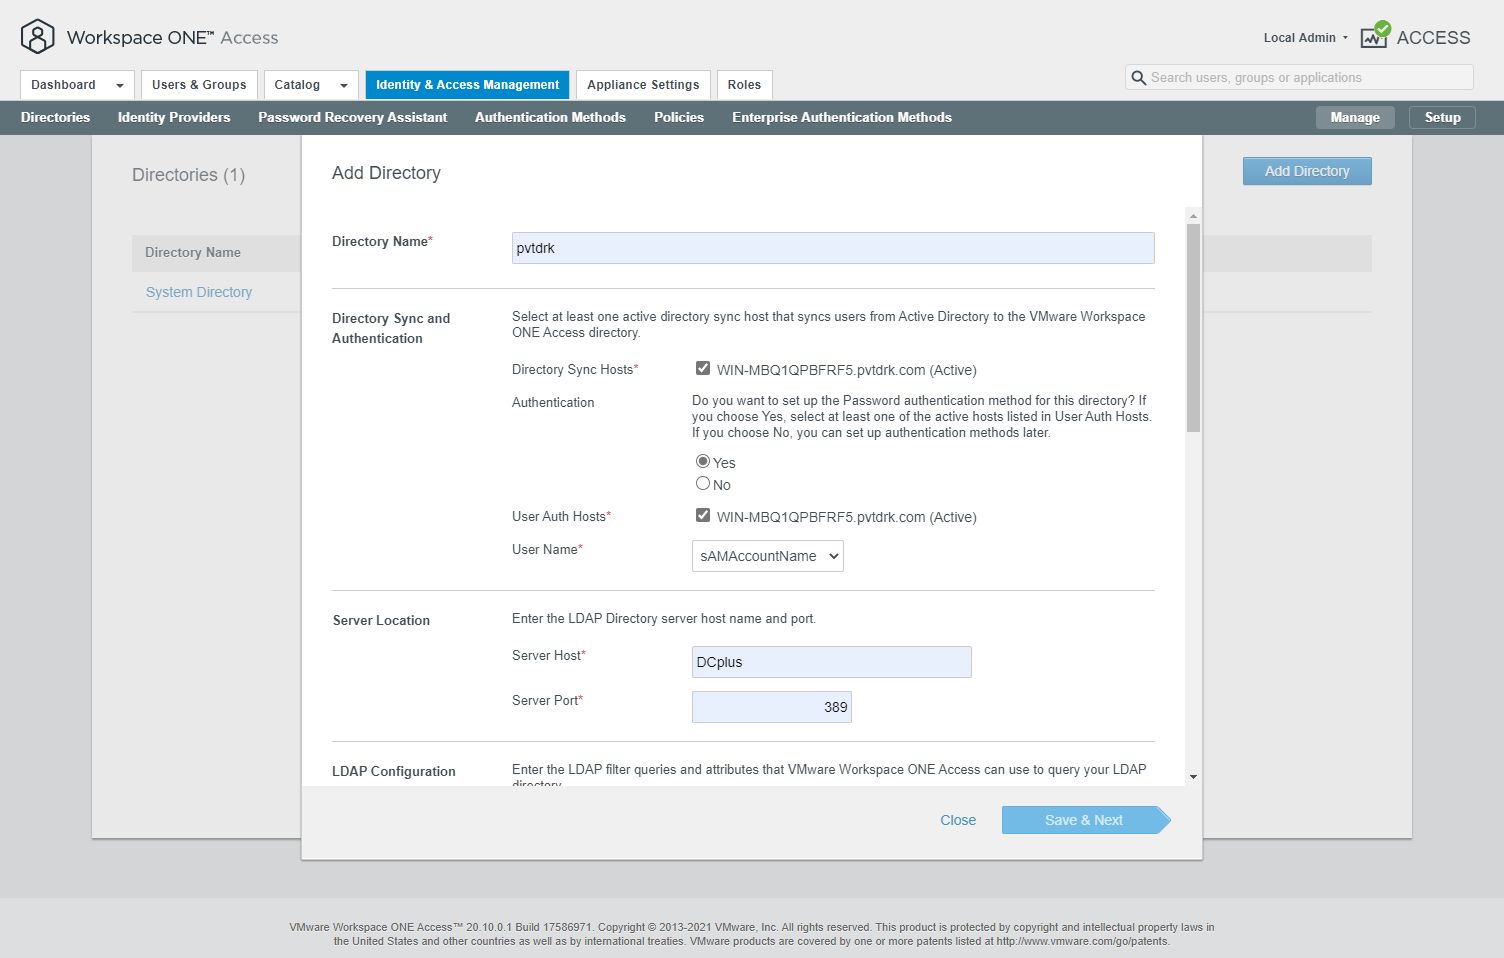 Workspace ONE™ Access
Local Admin
ACCESS
Dashboard
Users & Groups
Catalog
Identity & Access Management
Appliance Settings
Roles
Search users, groups or applications
Directories
Identity Providers
Password Recovery Assistant
Authentication Methods
Policies
Enterprise Authentication Methods
Manage
Setup
Directories (1)
Add Directory
Add Directory
Directory Name
System Directory
Directory Name*
pvtdrk
Directory Sync and
Authentication
Select at least one active directory sync host that syncs users from Active Directory to the VMware Workspace
ONE Access directory.
Directory Sync Hosts*
WIN-MBQ1QPBFRF5.pvtdrk.com (Active)
Authentication
Do you want to set up the Password authentication method for this directory? If
you choose Yes, select at least one of the active hosts listed in User Auth Hosts.
If you choose No, you can set up authentication methods later.
Yes
No
User Auth Hosts*
WIN-MBQ1QPBFRF5.pvtdrk.com (Active)
User Name*
sAMAccountName
Server Location
Enter the LDAP Directory server host name and port.
Server Host*
DCplus
Server Port*
389
LDAP Configuration
Enter the LDAP filter queries and attributes that VMware Workspace ONE Access can use to query your LDAP
directory.
Close
Save & Next
VMware Workspace ONE Access™ 20.10.0.1 Build 17586971. Copyright © 2013-2021 VMware, Inc. All rights reserved. This product is protected by copyright and intellectual property laws in
the United States and other countries as well as by international treaties. VMware products are covered by one or more patents listed at http://www.vmware.com/go/patents.